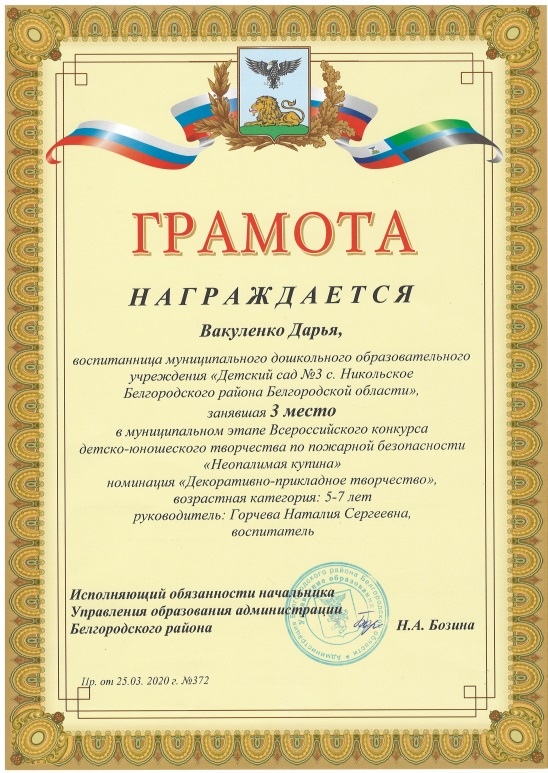 ГРАМОТА
НАГРАЖДАЕТСЯ
Вакуленко Дарья,
воспитанница муниципального дошкольного образовательного
учреждения «Детский сад №3 с. Никольское
Белгородского района Белгородской области»,
занявшая 3 место
в муниципальном этапе Всероссийского конкурса
детско-юношеского творчества по пожарной безопасности
«Неопалимая купина»
номинация «Декоративно-прикладное творчество»,
возрастная категория: 5-7 лет
руководитель: Горчева Наталия Сергеевна,
воспитатель
Исполняющий обязанности начальника
Управления образования администрации
Белгородского района
Н.А. Бозина
Пр. от 25.03. 2020 г. №372